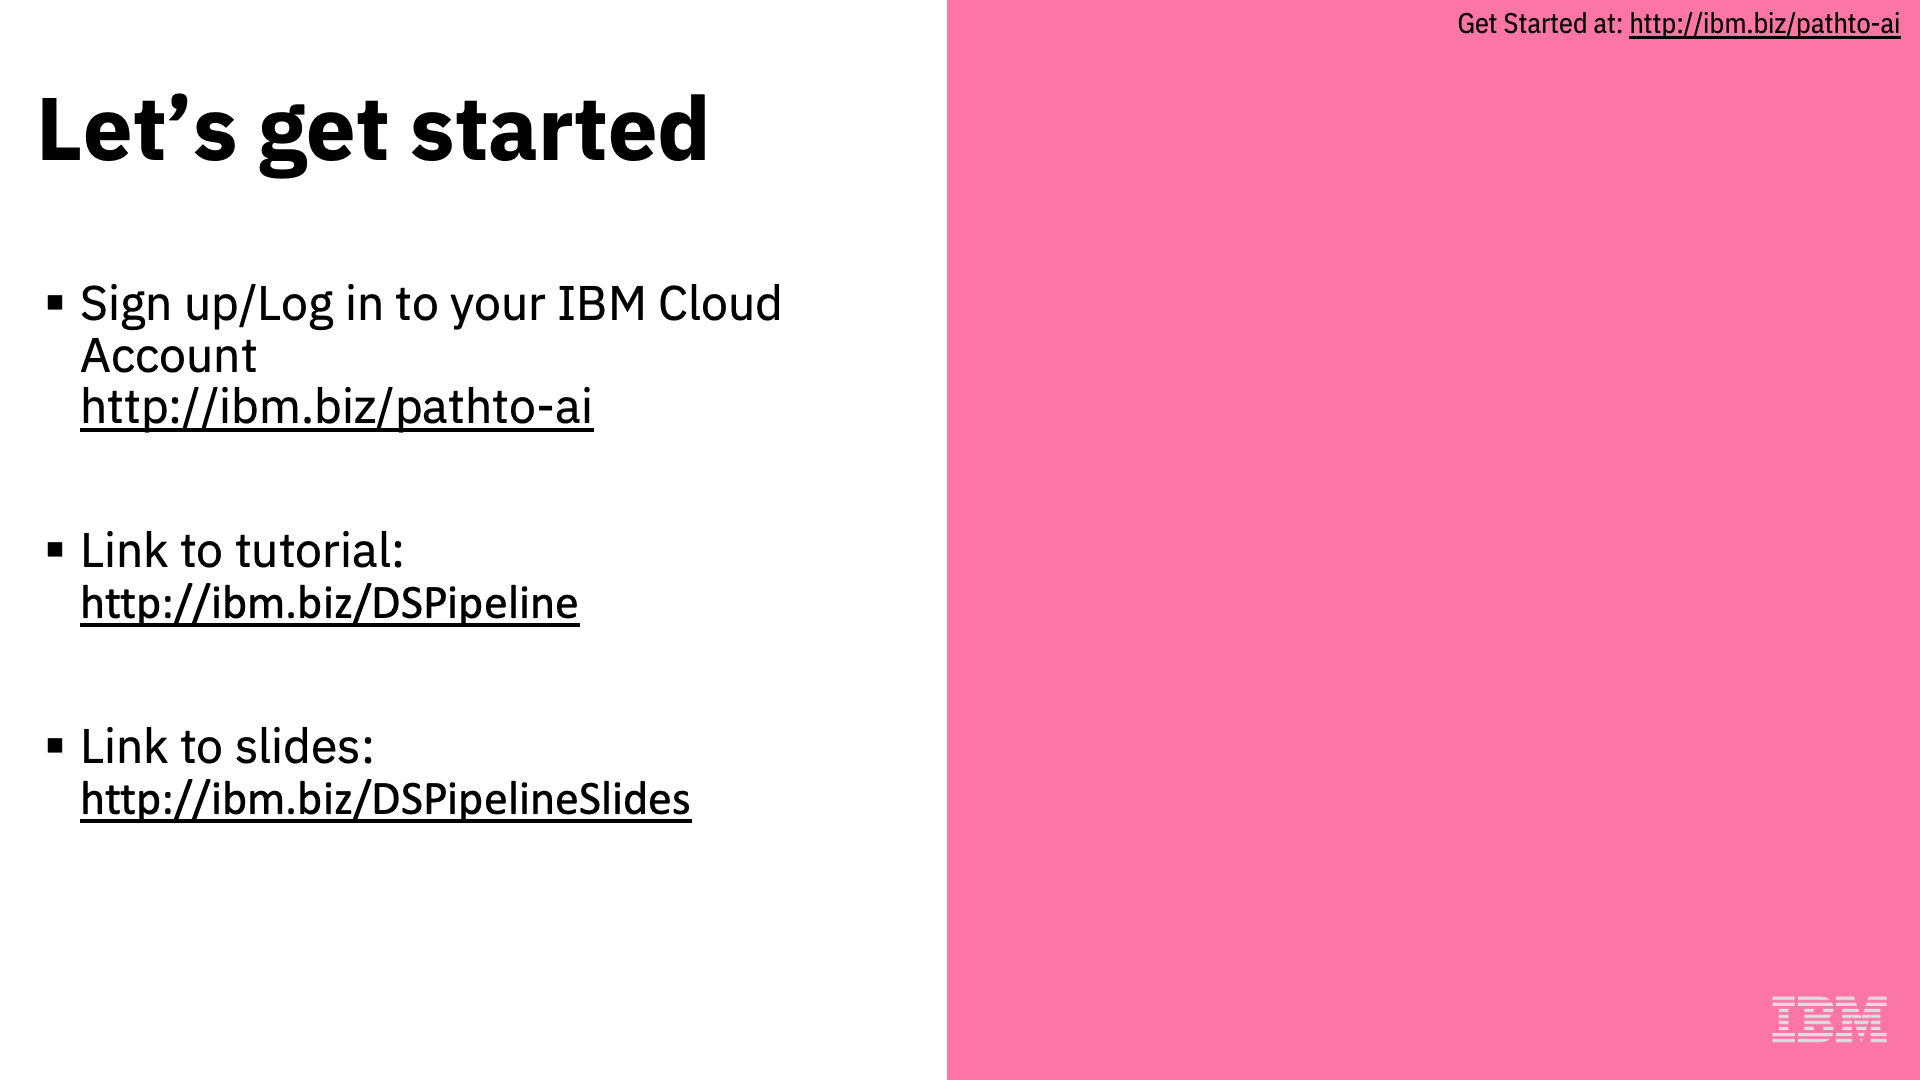 Get Started at: http://ibm.biz/pathto-ai
Let’s get started
▪ Sign up/Log in to your IBM Cloud
Account
http://ibm.biz/pathto-ai
▪ Link to tutorial:
http://ibm.biz/DSPipeline
▪ Link to slides:
http://ibm.biz/DSPipelineSlides
IBM